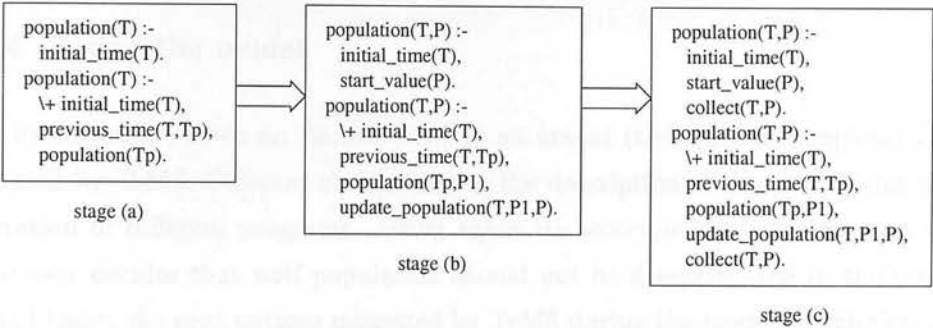 population(T) :-
initial_time(T).
population(T) :-
\+ initial_time(T),
previous_time(T,Tp),
population(Tp).
stage (a)
population(T,P) :-
initial_time(T),
start_value(P).
population(T,P) :-
\+ initial_time(T),
previous_time(T,Tp),
population(Tp,P1),
update_population(T,P1,P).
stage (b)
population(T,P) :-
initial_time(T),
start_value(P),
collect(T,P).
population(T,P) :-
\+ initial_time(T),
previous_time(T,Tp),
population(Tp,P1),
update_population(T,P1,P),
collect(T,P).
stage (c)